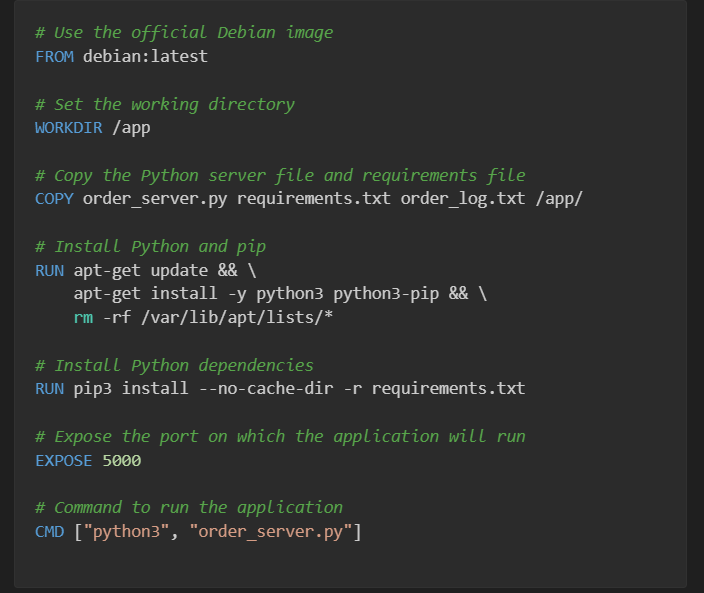 # Use the official Debian image
FROM debian:latest
# Set the working directory
WORKDIR /app
# Copy the Python server file and requirements file
COPY order_server.py requirements.txt order_log.txt /app/
# Install Python and pip
RUN apt-get update && \
    apt-get install -y python3 python3-pip && \
    rm -rf /var/lib/apt/lists/*
# Install Python dependencies
RUN pip3 install --no-cache-dir -r requirements.txt
# Expose the port on which the application will run
EXPOSE 5000
# Command to run the application
CMD ["python3", "order_server.py"]